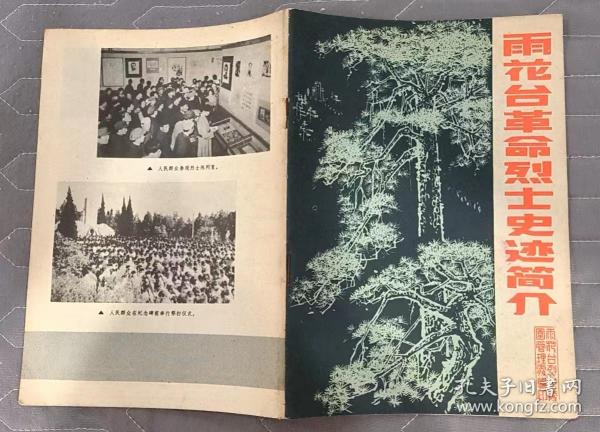 雨花台革命烈士史迹简介
▲ 人民群众参观烈士陈列室。
▲ 人民群众在纪念碑前举行祭扫仪式。
孔夫子旧书网
www.kongfz.com